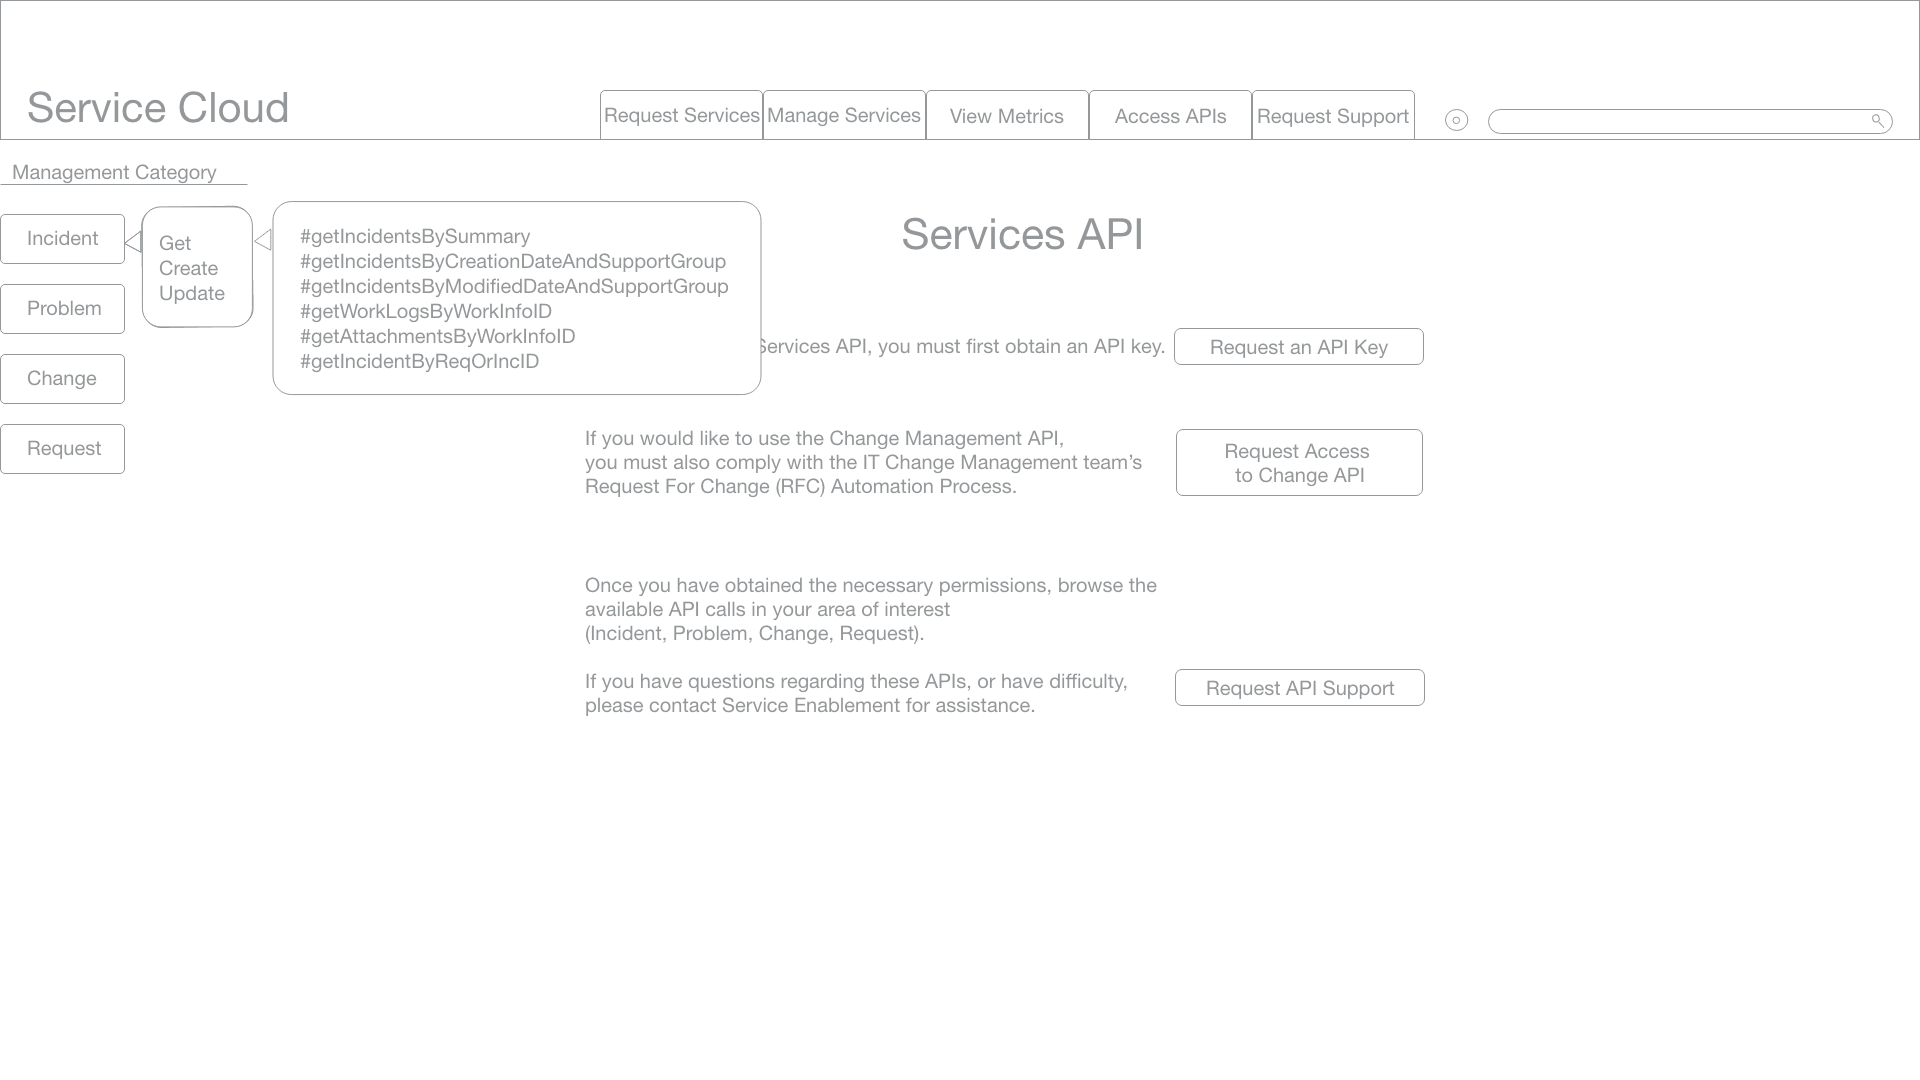 Service Cloud
Request Services
Manage Services
View Metrics
Access APIs
Request Support
Management Category
Incident
Problem
Change
Request
Get
Create
Update
#getIncidentsBySummary
#getIncidentsByCreationDateAndSupportGroup
#getIncidentsByModifiedDateAndSupportGroup
#getWorkLogsByWorkInfoID
#getAttachmentsByWorkInfoID
#getIncidentByReqOrIncID
Services API
Services API, you must first obtain an API key.
Request an API Key
If you would like to use the Change Management API,
you must also comply with the IT Change Management team’s
Request For Change (RFC) Automation Process.
Request Access
to Change API
Once you have obtained the necessary permissions, browse the
available API calls in your area of interest
(Incident, Problem, Change, Request).
If you have questions regarding these APIs, or have difficulty,
please contact Service Enablement for assistance.
Request API Support